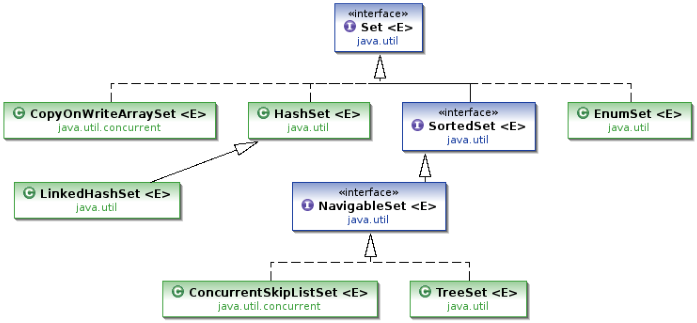 «interface»
I Set <E>
java.util
C CopyOnWriteArraySet <E>
java.util.concurrent
C HashSet <E>
java.util
«interface»
I SortedSet <E>
java.util
C EnumSet <E>
java.util
C LinkedHashSet <E>
java.util
«interface»
I NavigableSet <E>
java.util
C ConcurrentSkipListSet <E>
java.util.concurrent
C TreeSet <E>
java.util